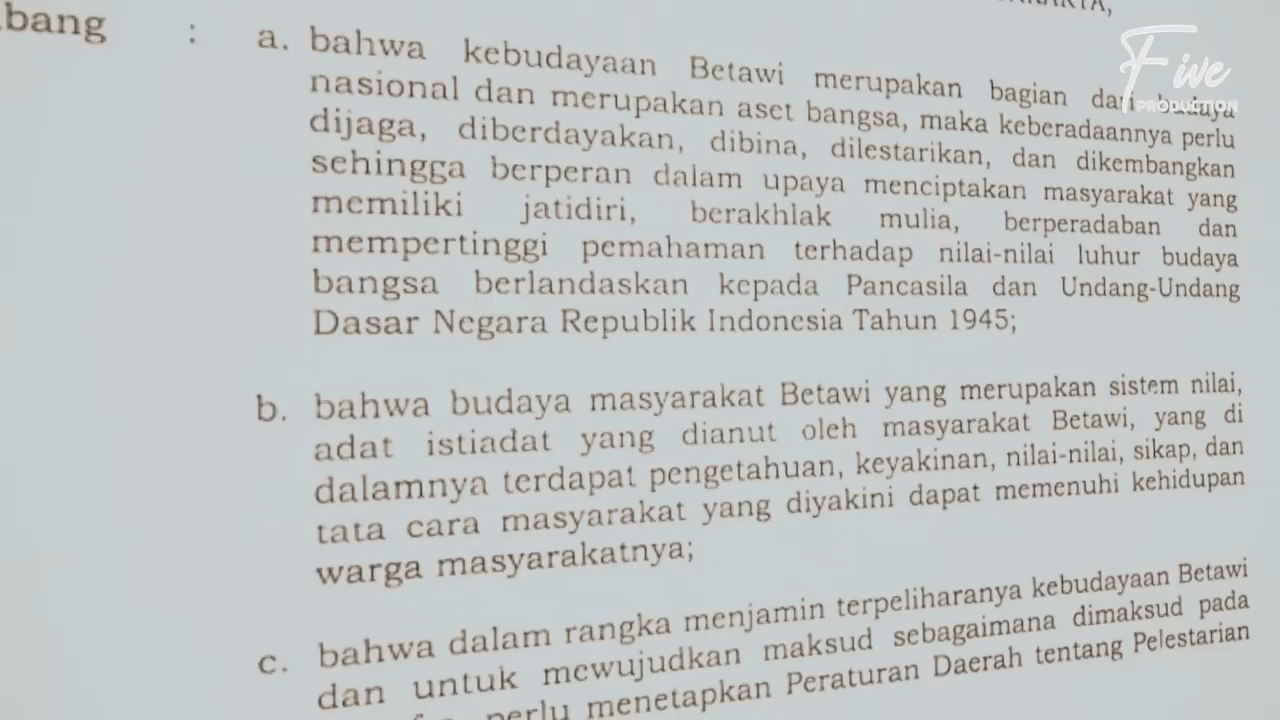 Five
PRODUCTION
bang : a. bahwa kebudayaan Betawi merupakan bagian dari budaya
nasional dan merupakan aset bangsa, maka keberadaannya perlu
dijaga, diberdayakan, dibina, dilestarikan, dan dikembangkan
sehingga berperan dalam upaya menciptakan masyarakat yang
memiliki jatidiri, berakhlak mulia, berperadaban dan
mempertinggi pemahaman terhadap nilai-nilai luhur budaya
bangsa berlandaskan kepada Pancasila dan Undang-Undang
Dasar Negara Republik Indonesia Tahun 1945;
b. bahwa budaya masyarakat Betawi yang merupakan sistem nilai,
adat istiadat yang dianut oleh masyarakat Betawi, yang di
dalamnya terdapat pengetahuan, keyakinan, nilai-nilai, sikap, dan
tata cara masyarakat yang diyakini dapat memenuhi kehidupan
warga masyarakatnya;
c. bahwa dalam rangka menjamin terpeliharanya kebudayaan Betawi
dan untuk mewujudkan maksud sebagaimana dimaksud pada
perlu menetapkan Peraturan Daerah tentang Pelestarian